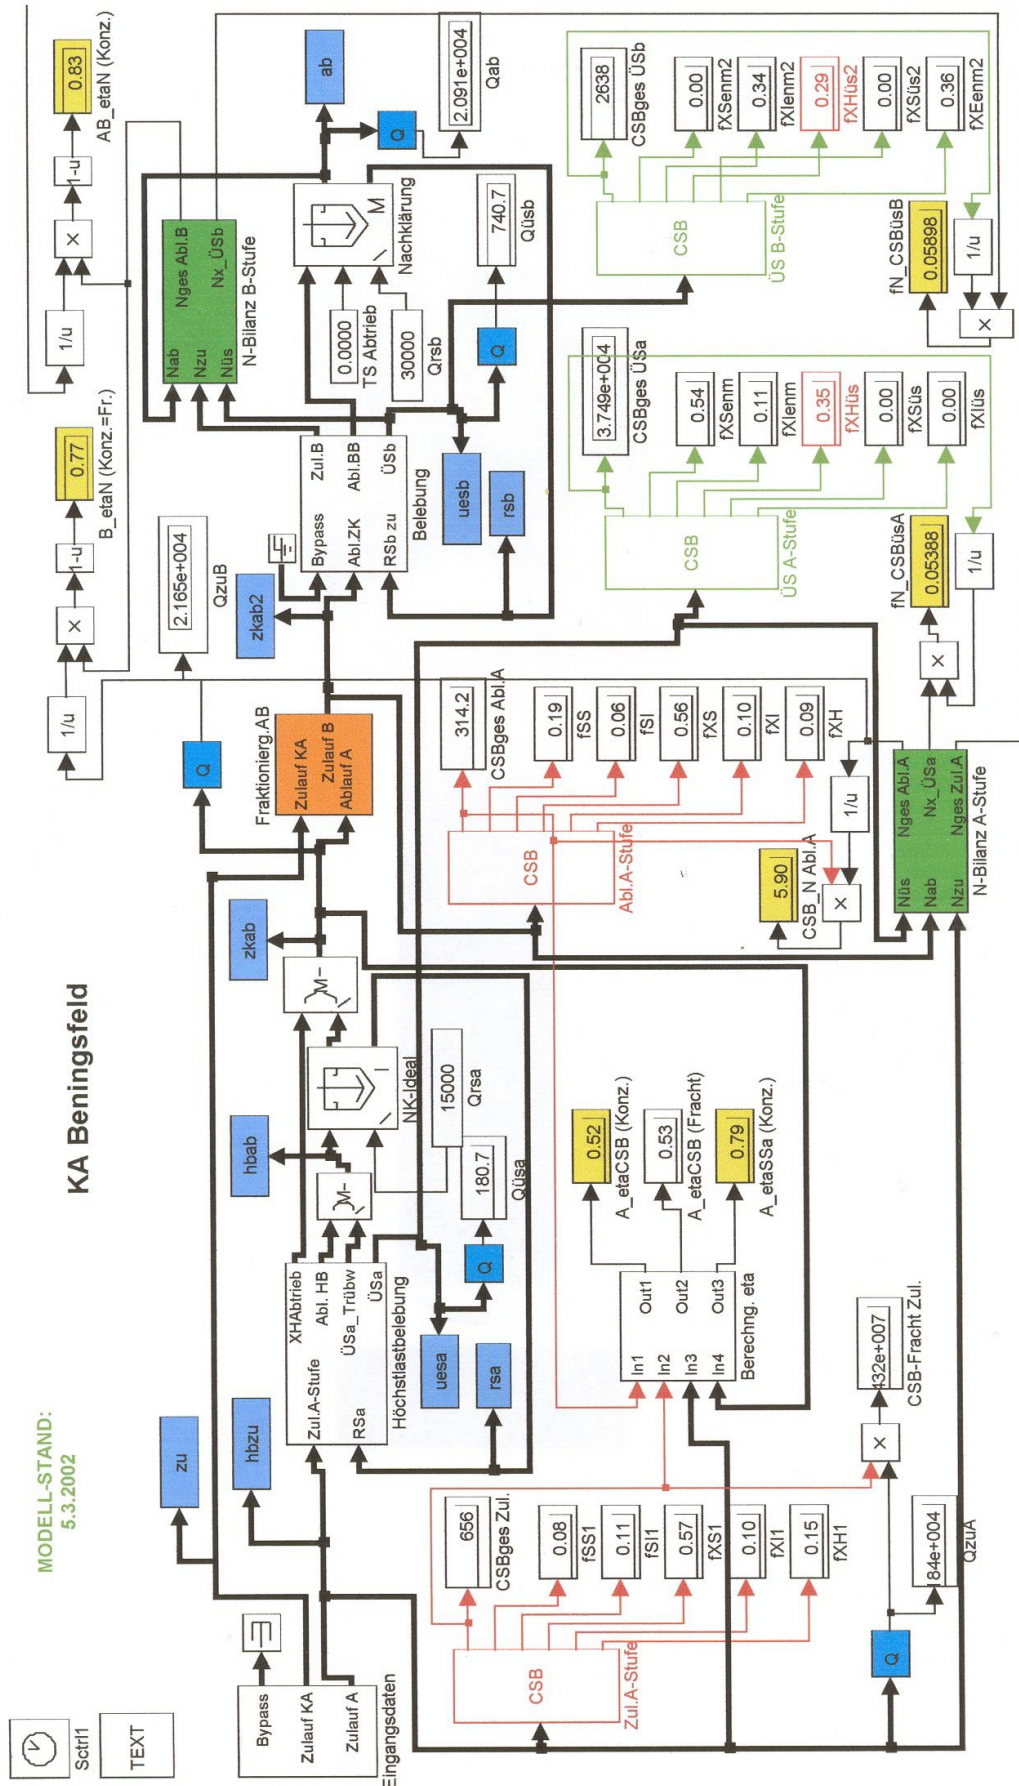 KA Beningsfeld
MODELL-STAND:
5.3.2002
Sctrl1
TEXT
Bypass
Zulauf KA
Zulauf A
Eingangsdaten
zu
hbzu
Zul.A-Stufe
RSa
XHAbtrieb
Abl. HB
ÜSa_Trübw
ÜSa
Höchstlastbelebung
uesa
rsa
Q
180.7
Qüsa
hbab
M
NK-Ideal
15000
Qrsa
M
zkab
Q
Zulauf KA
Zulauf B
Ablauf A
Fraktionierg.AB
zkab2
2.165e+004
QzuB
1/u
×
1-u
0.77
B_etaN (Konz.=Fr.)
Bypass
Abl.ZK
RSb zu
Zul.B
Abl.BB
ÜSb
Belebung
uesb
rsb
Q
740.7
Qüsb
0.0000
TS Abtrieb
30000
Qrsb
M
Nachklärung
ab
Q
2.091e+004
Qab
Nab
Nzu
Nüs
Nges Abl.B
Nx_ÜSb
N-Bilanz B-Stufe
1/u
×
1-u
0.83
AB_etaN (Konz.)
CSB
Zul.A-Stufe
656
CSBges Zul.
0.08
fSS1
0.11
fSI1
0.57
fXS1
0.10
fXI1
0.15
fXH1
Q
184e+004
QzuA
×
432e+007
CSB-Fracht Zul.
In1
In2
In3
In4
Out1
Out2
Out3
Berechng. eta
0.52
A_etaCSB (Konz.)
0.53
A_etaCSB (Fracht)
0.79
A_etaSSa (Konz.)
CSB
Abl.A-Stufe
314.2
CSBges Abl.A
0.19
fSS
0.06
fSI
0.56
fXS
0.10
fXI
0.09
fXH
1/u
×
5.90
CSB_N Abl.A
Nüs
Nab
Nzu
Nges Abl.A
Nx_ÜSa
Nges Zul.A
N-Bilanz A-Stufe
×
1/u
0.05388
fN_CSBüsA
CSB
ÜS A-Stufe
3.749e+004
CSBges ÜSa
0.54
fXSenm
0.11
fXIenm
0.35
fXHüs
0.00
fXSüs
0.00
fXIüs
CSB
ÜS B-Stufe
2638
CSBges ÜSb
0.00
fXSenm2
0.34
fXIenm2
0.29
fXHüs2
0.00
fXSüs2
0.36
fXEenm2
1/u
×
0.05898
fN_CSBüsB